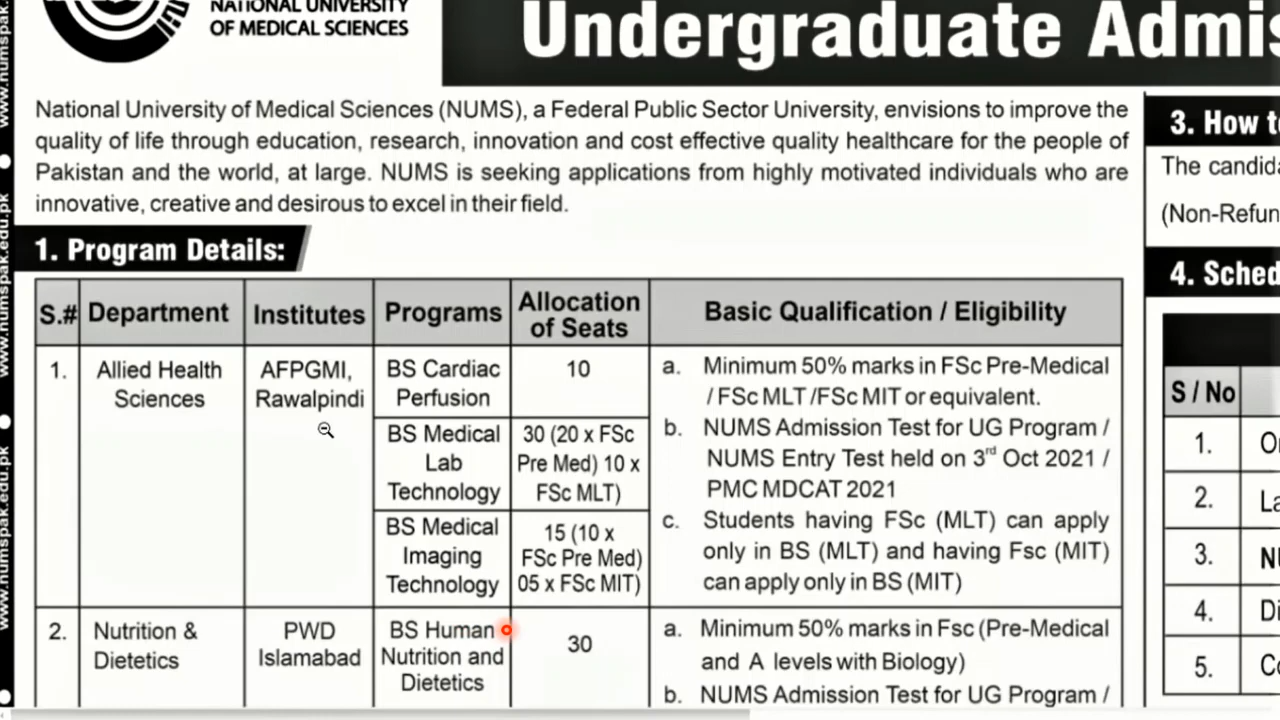 NATIONAL UNIVERSITY
OF MEDICAL SCIENCES
Undergraduate Admis
www.numspak.
www.numspak.edu.pk
www.numspak.edu.pk
National University of Medical Sciences (NUMS), a Federal Public Sector University, envisions to improve the
quality of life through education, research, innovation and cost effective quality healthcare for the people of
Pakistan and the world, at large. NUMS is seeking applications from highly motivated individuals who are
innovative, creative and desirous to excel in their field.
1. Program Details:
S.# Department Institutes Programs Allocation of Seats Basic Qualification / Eligibility
1. Allied Health
Sciences
AFPGMI,
Rawalpindi
BS Cardiac
Perfusion
10
BS Medical
Lab
Technology
30 (20 x FSc
Pre Med) 10 x
FSc MLT)
BS Medical
Imaging
Technology
15 (10 x
FSc Pre Med)
05 x FSc MIT)
a. Minimum 50% marks in FSc Pre-Medical
/ FSc MLT /FSc MIT or equivalent.
b. NUMS Admission Test for UG Program /
NUMS Entry Test held on 3rd Oct 2021 /
PMC MDCAT 2021
c. Students having FSc (MLT) can apply
only in BS (MLT) and having Fsc (MIT)
can apply only in BS (MIT)
2. Nutrition &
Dietetics
PWD
Islamabad
BS Human
Nutrition and
Dietetics
30
a. Minimum 50% marks in Fsc (Pre-Medical
and A levels with Biology)
b. NUMS Admission Test for UG Program /
3. How to
The candida
(Non-Refun
4. Sched
S / No
1. Or
2. La
3. N
4. Di
5. Co